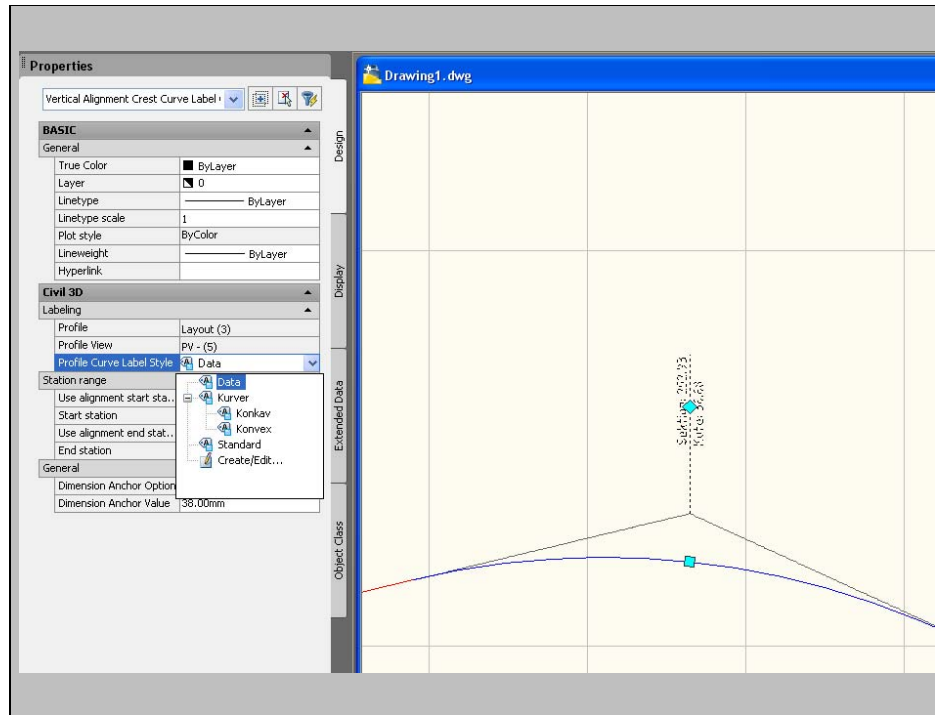 Properties
Vertical Alignment Crest Curve Label
BASIC
General
True Color ByLayer
Layer 0
Linetype ByLayer
Linetype scale 1
Plot style ByColor
Lineweight ByLayer
Hyperlink
Civil 3D
Labeling
Profile Layout (3)
Profile View PV - (5)
Profile Curve Label Style Data
Station range
Use alignment start sta..
Start station
Use alignment end stat..
End station
General
Dimension Anchor Option
Dimension Anchor Value 38.00mm
Data
Kurver
Konkav
Konvex
Standard
Create/Edit...
Design
Display
Extended Data
Object Class
Drawing1.dwg
Sektion: